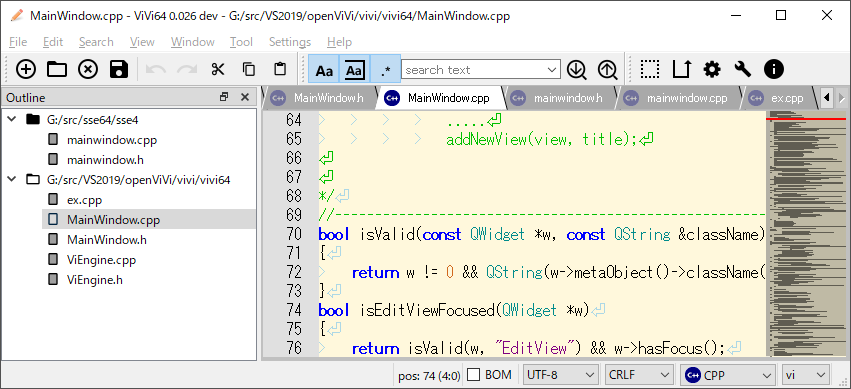 MainWindow.cpp - ViVi64 0.026 dev - G:/src/VS2019/openViVi/vivi/vivi64/MainWindow.cpp
File Edit Search View Window Tool Settings Help
Aa Aa .* search text
Outline
G:/src/sse64/sse4
mainwindow.cpp
mainwindow.h
G:/src/VS2019/openViVi/vivi/vivi64
ex.cpp
MainWindow.cpp
MainWindow.h
ViEngine.cpp
ViEngine.h
MainWindow.h MainWindow.cpp mainwindow.h mainwindow.cpp ex.cpp
64 .....
65 addNewView(view, title);
66
67
68 */
69 //-----------------------------------------------------------------
70 bool isValid(const QWidget *w, const QString &className)
71 {
72 return w != 0 && QString(w->metaObject()->className(
73 }
74 bool isEditViewFocused(QWidget *w)
75 {
76 return isValid(w, "EditView") && w->hasFocus();
pos: 74 (4:0) BOM UTF-8 CRLF CPP vi